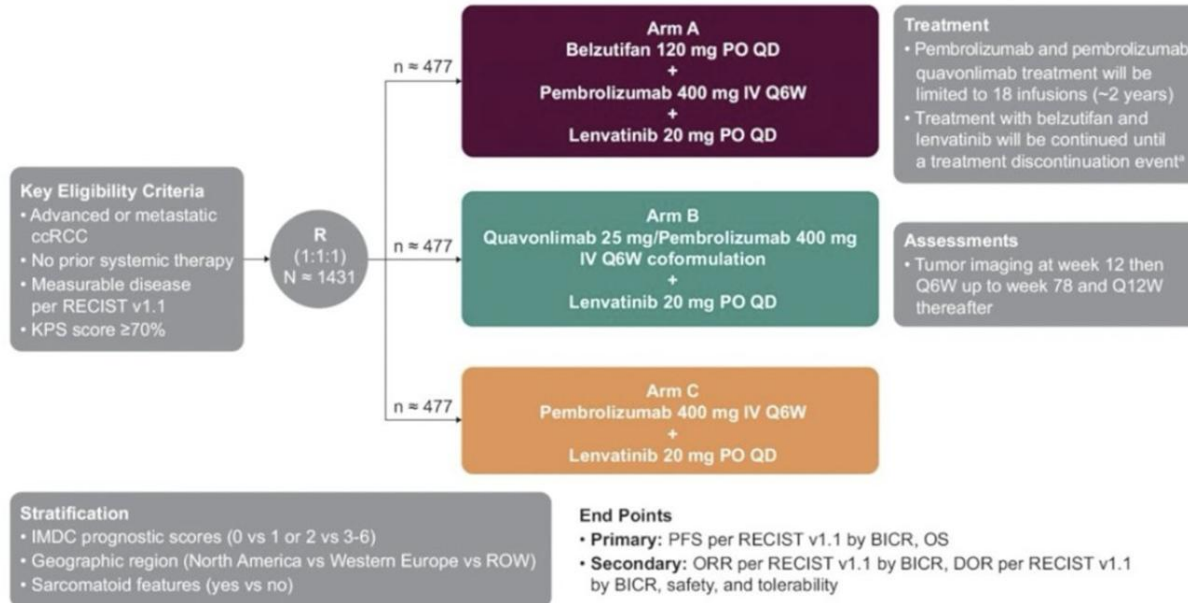 Key Eligibility Criteria
• Advanced or metastatic
ccRCC
• No prior systemic therapy
• Measurable disease
per RECIST v1.1
• KPS score ≥70%
R
(1:1:1)
N ≈ 1431
n ≈ 477
Arm A
Belzutifan 120 mg PO QD
+
Pembrolizumab 400 mg IV Q6W
+
Lenvatinib 20 mg PO QD
n ≈ 477
Arm B
Quavonlimab 25 mg/Pembrolizumab 400 mg
IV Q6W coformulation
+
Lenvatinib 20 mg PO QD
n ≈ 477
Arm C
Pembrolizumab 400 mg IV Q6W
+
Lenvatinib 20 mg PO QD
Treatment
• Pembrolizumab and pembrolizumab
quavonlimab treatment will be
limited to 18 infusions (~2 years)
• Treatment with belzutifan and
lenvatinib will be continued until
a treatment discontinuation eventª
Assessments
• Tumor imaging at week 12 then
Q6W up to week 78 and Q12W
thereafter
Stratification
• IMDC prognostic scores (0 vs 1 or 2 vs 3-6)
• Geographic region (North America vs Western Europe vs ROW)
• Sarcomatoid features (yes vs no)
End Points
• Primary: PFS per RECIST v1.1 by BICR, OS
• Secondary: ORR per RECIST v1.1 by BICR, DOR per RECIST v1.1
by BICR, safety, and tolerability